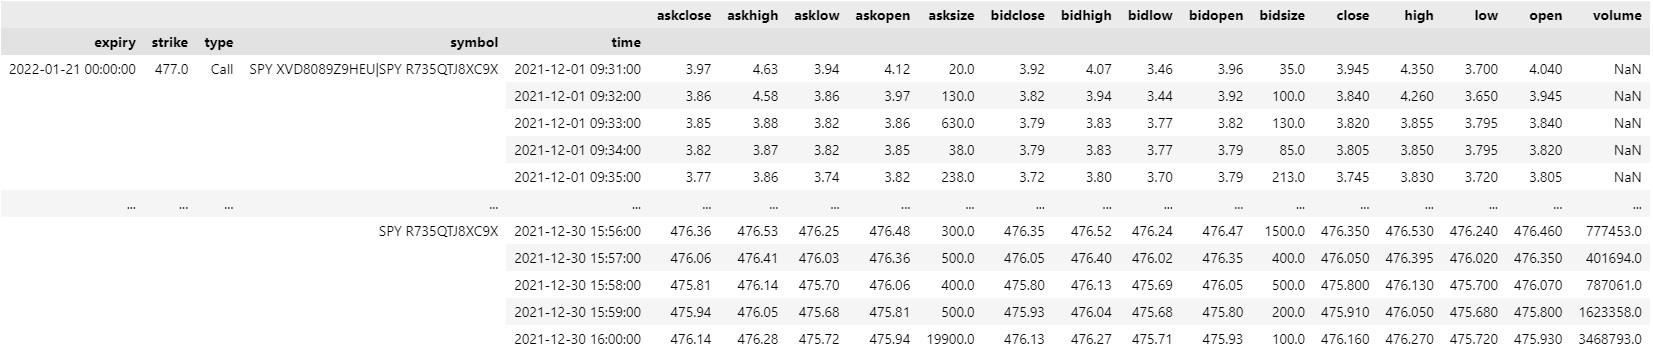 askclose askhigh asklow askopen asksize bidclose bidhigh bidlow bidopen bidsize close high low open volume
expiry strike type symbol time
2022-01-21 00:00:00 477.0 Call SPY XVD8089Z9HEU|SPY R735QTJ8XC9X 2021-12-01 09:31:00 3.97 4.63 3.94 4.12 20.0 3.92 4.07 3.46 3.96 35.0 3.945 4.350 3.700 4.040 NaN
2021-12-01 09:32:00 3.86 4.58 3.86 3.97 130.0 3.82 3.94 3.44 3.92 100.0 3.840 4.260 3.650 3.945 NaN
2021-12-01 09:33:00 3.85 3.88 3.82 3.86 630.0 3.79 3.83 3.77 3.82 130.0 3.820 3.855 3.795 3.840 NaN
2021-12-01 09:34:00 3.82 3.87 3.82 3.85 38.0 3.79 3.83 3.77 3.79 85.0 3.805 3.850 3.795 3.820 NaN
2021-12-01 09:35:00 3.77 3.86 3.74 3.82 238.0 3.72 3.80 3.70 3.79 213.0 3.745 3.830 3.720 3.805 NaN
... ... ... ... ... ... ... ... ... ... ... ... ... ... ... ... ... ... ... ...
SPY R735QTJ8XC9X 2021-12-30 15:56:00 476.36 476.53 476.25 476.48 300.0 476.35 476.52 476.24 476.47 1500.0 476.350 476.530 476.240 476.460 777453.0
2021-12-30 15:57:00 476.06 476.41 476.03 476.36 500.0 476.05 476.40 476.02 476.35 400.0 476.050 476.395 476.020 476.350 401694.0
2021-12-30 15:58:00 475.81 476.14 475.70 476.06 400.0 475.80 476.13 475.69 476.05 500.0 475.800 476.130 475.700 476.070 787061.0
2021-12-30 15:59:00 475.94 476.05 475.68 475.81 500.0 475.93 476.04 475.68 475.80 200.0 475.910 476.050 475.680 475.800 1623358.0
2021-12-30 16:00:00 476.14 476.28 475.72 475.94 19900.0 476.13 476.27 475.71 475.93 100.0 476.160 476.270 475.720 475.930 3468793.0